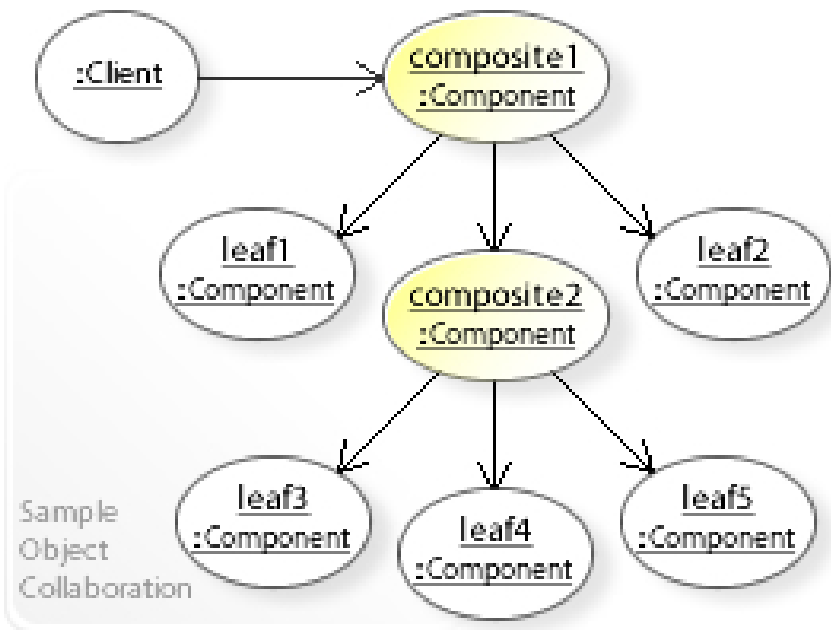 :Client
composite1
:Component
leaf1
:Component
composite2
:Component
leaf2
:Component
leaf3
:Component
leaf4
:Component
leaf5
:Component
Sample
Object
Collaboration